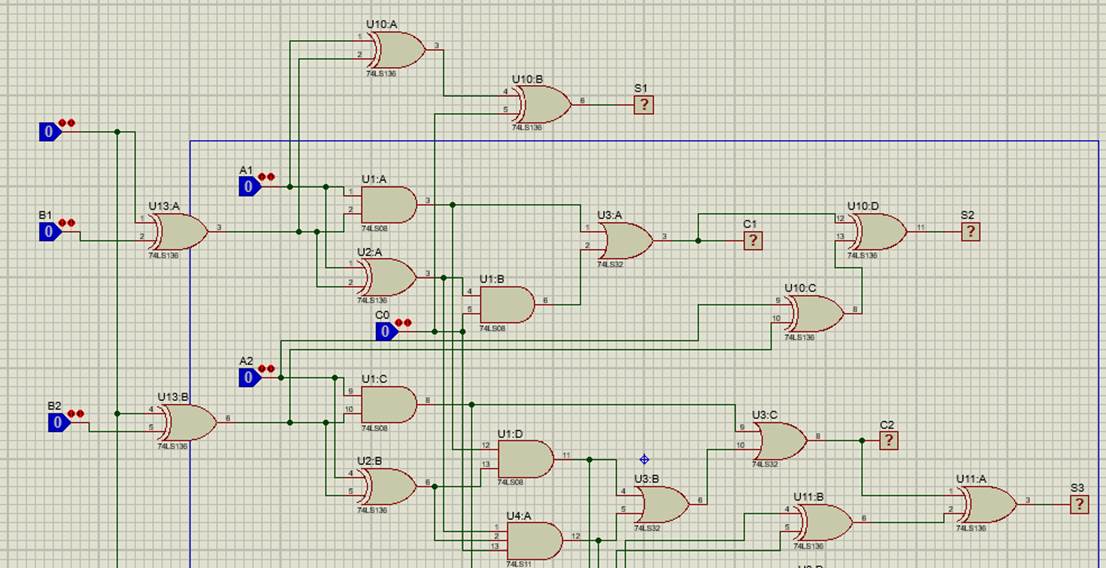 U10:A
1
2
3
74LS136
U10:B
4
5
6
74LS136
S1
?
0
A1
0
U1:A
1
2
3
74LS08
B1
0
U13:A
1
2
3
74LS136
U3:A
1
2
3
74LS32
C1
?
U10:D
12
13
11
74LS136
S2
?
U2:A
1
2
3
74LS136
U1:B
4
5
6
74LS08
C0
0
U10:C
9
10
8
74LS136
A2
0
U1:C
9
10
8
74LS08
B2
0
U13:B
4
5
6
74LS136
U3:C
9
10
8
74LS32
C2
?
U1:D
12
13
11
74LS08
U2:B
4
5
6
74LS136
U3:B
4
5
6
74LS32
U11:A
1
2
3
74LS136
S3
?
U11:B
4
5
6
74LS136
U4:A
1
2
13
12
74LS11